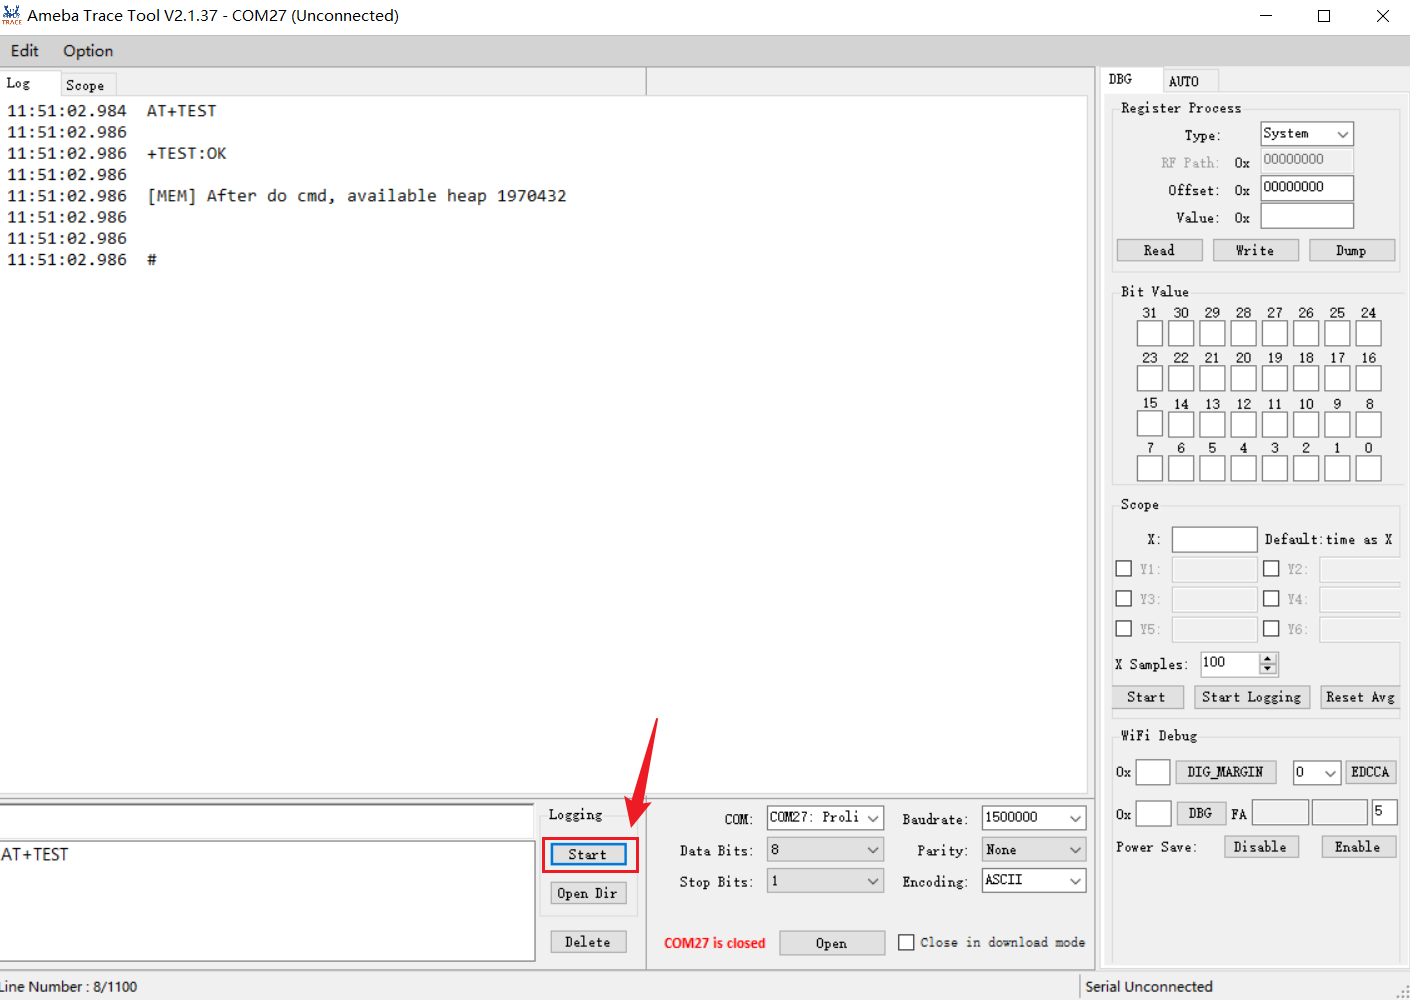 TRACE Ameba Trace Tool V2.1.37 - COM27 (Unconnected)
Edit Option
Log Scope
11:51:02.984 AT+TEST
11:51:02.986
11:51:02.986 +TEST:OK
11:51:02.986
11:51:02.986 [MEM] After do cmd, available heap 1970432
11:51:02.986
11:51:02.986
11:51:02.986 #
AT+TEST
Logging
Start
Open Dir
Delete
COM: COM27: Proli Baudrate: 1500000
Data Bits: 8 Parity: None
Stop Bits: 1 Encoding: ASCII
COM27 is closed Open Close in download mode
DBG AUTO
Register Process
Type: System
RF Path: 0x 00000000
Offset: 0x 00000000
Value: 0x
Read Write Dump
Bit Value
31 30 29 28 27 26 25 24
23 22 21 20 19 18 17 16
15 14 13 12 11 10 9 8
7 6 5 4 3 2 1 0
Scope
X: Default:time as X
Y1: Y2:
Y3: Y4:
Y5: Y6:
X Samples: 100
Start Start Logging Reset Avg
WiFi Debug
0x DIG_MARGIN 0 EDCCA
0x DBG FA 5
Power Save: Disable Enable
Line Number : 8/1100
Serial Unconnected